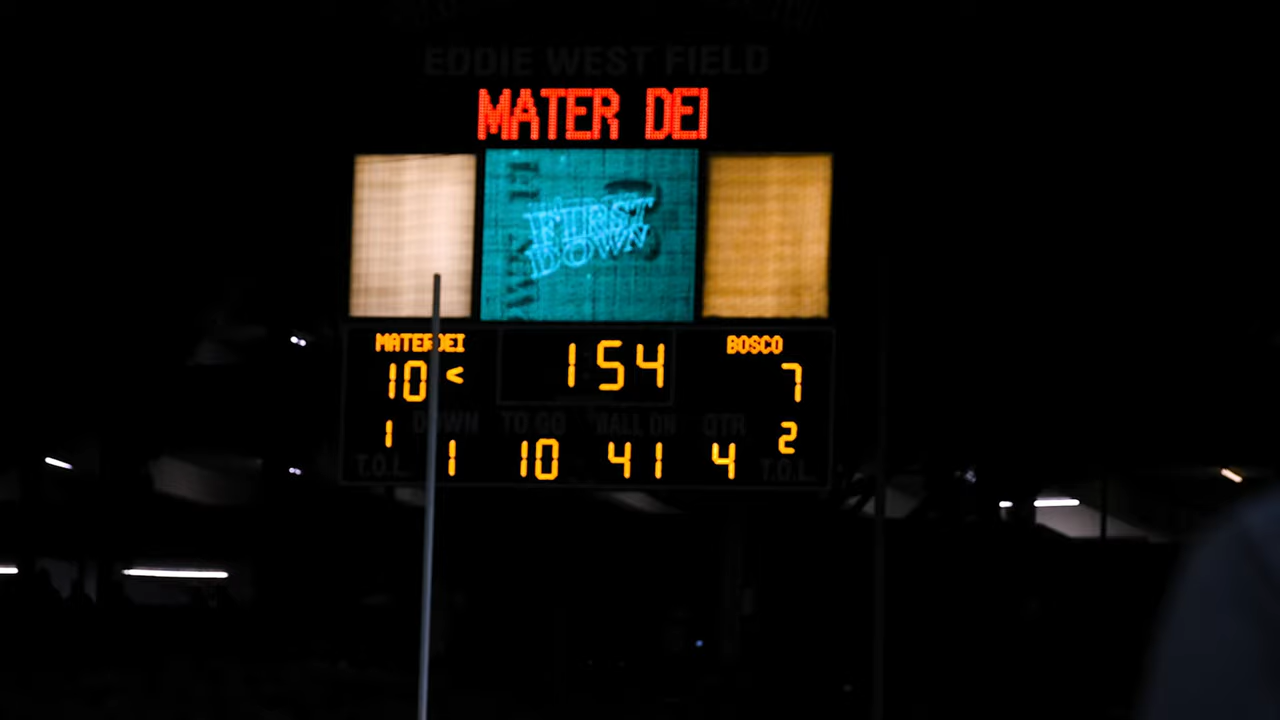 EDDIE WEST FIELD
MATER DEI
FIRST
DOWN
MATER DEI 154 BOSCO
10 < 7
DOWN TO GO BALL ON QTR
1 1 10 41 4 2
T.O.L. T.O.L.